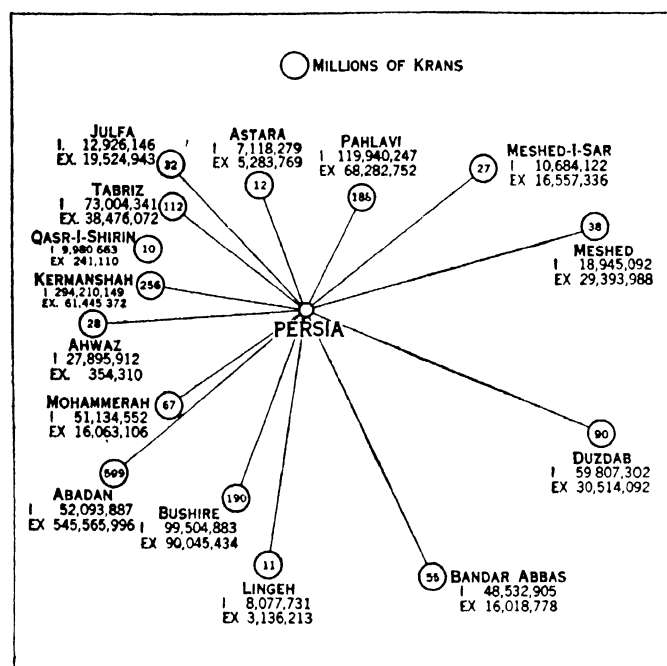 MILLIONS OF KRANS
JULFA
I. 12,926,146
EX. 19,524,943
32
ASTARA
I 7,118,279
EX 5,283,769
12
PAHLAVI
I 119,940,247
EX 68,282,752
188
MESHED-I-SAR
I 10,684,122
EX 16,557,336
27
TABRIZ
I 73,004,341
EX. 38,476,072
112
QASR-I-SHIRIN
I 9,980 663
EX 241,110
10
38
MESHED
I 18,945,092
EX 29,393,988
KERMANSHAH
I 294,210,149
EX. 61,445 372
256
PERSIA
28
AHWAZ
I 27,895,912
EX. 354,310
MOHAMMERAH
I 51,134,552
EX 16,063,106
67
90
DUZDAB
I 59 807,302
EX 30,514,092
599
ABADAN
I 52,093,887
EX 545,565,996
190
BUSHIRE
I 99,504,883
EX 90,045,434
11
LINGEH
I 8,077,731
EX 3,136,213
BANDAR ABBAS
I 48,532,905
EX 16,018,778